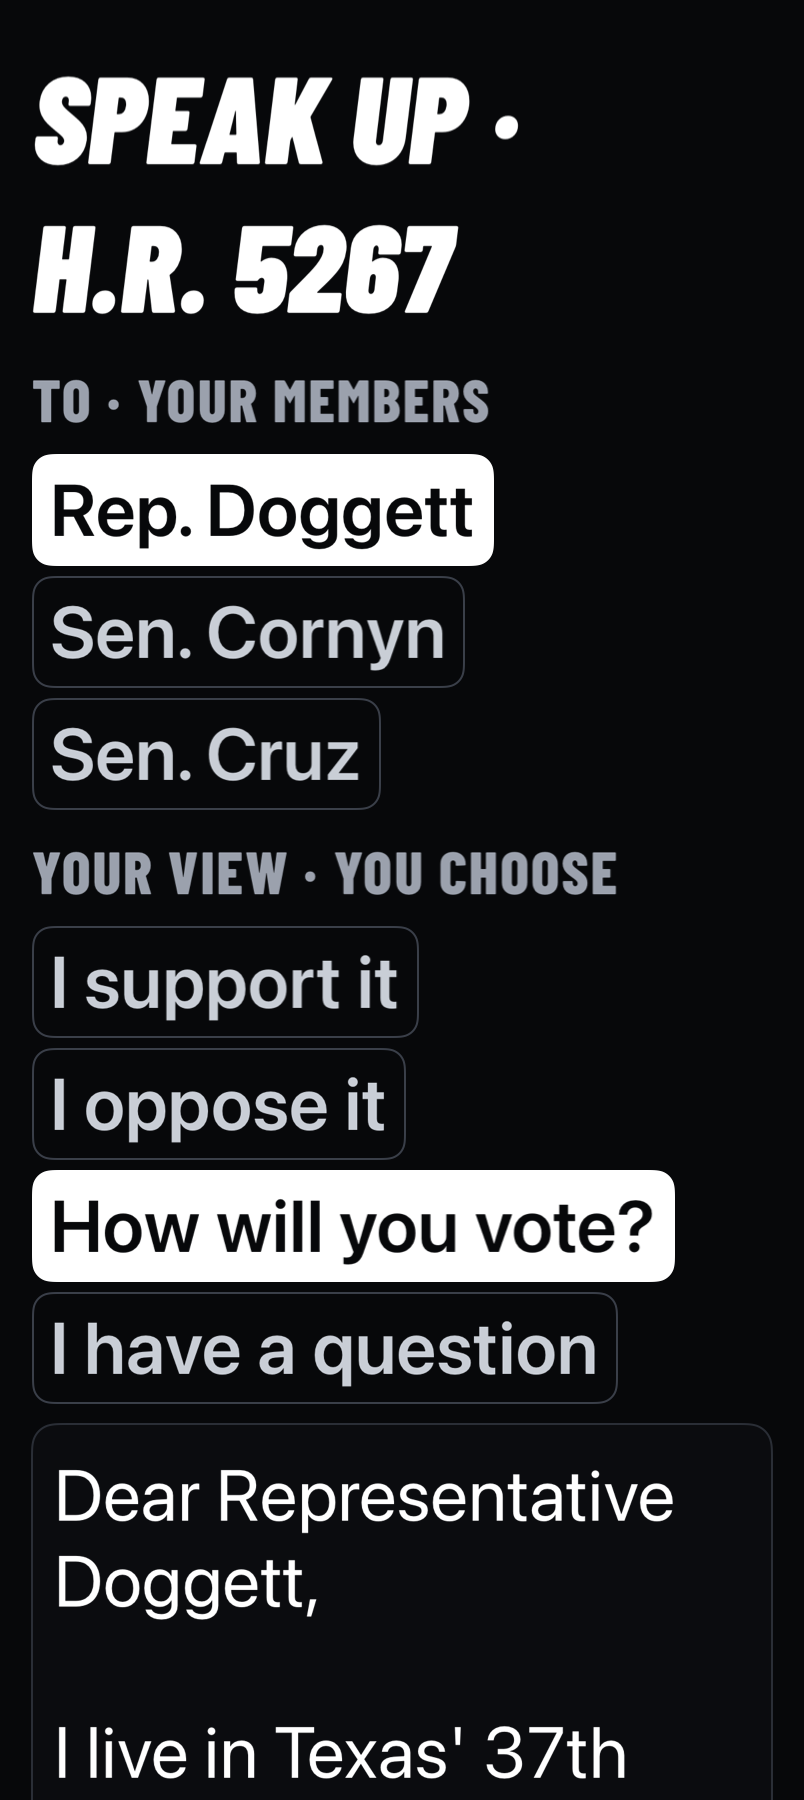 SPEAK UP ·
H.R. 5267
TO · YOUR MEMBERS
Rep. Doggett
Sen. Cornyn
Sen. Cruz
YOUR VIEW · YOU CHOOSE
I support it
I oppose it
How will you vote?
I have a question
Dear Representative
Doggett,
I live in Texas' 37th